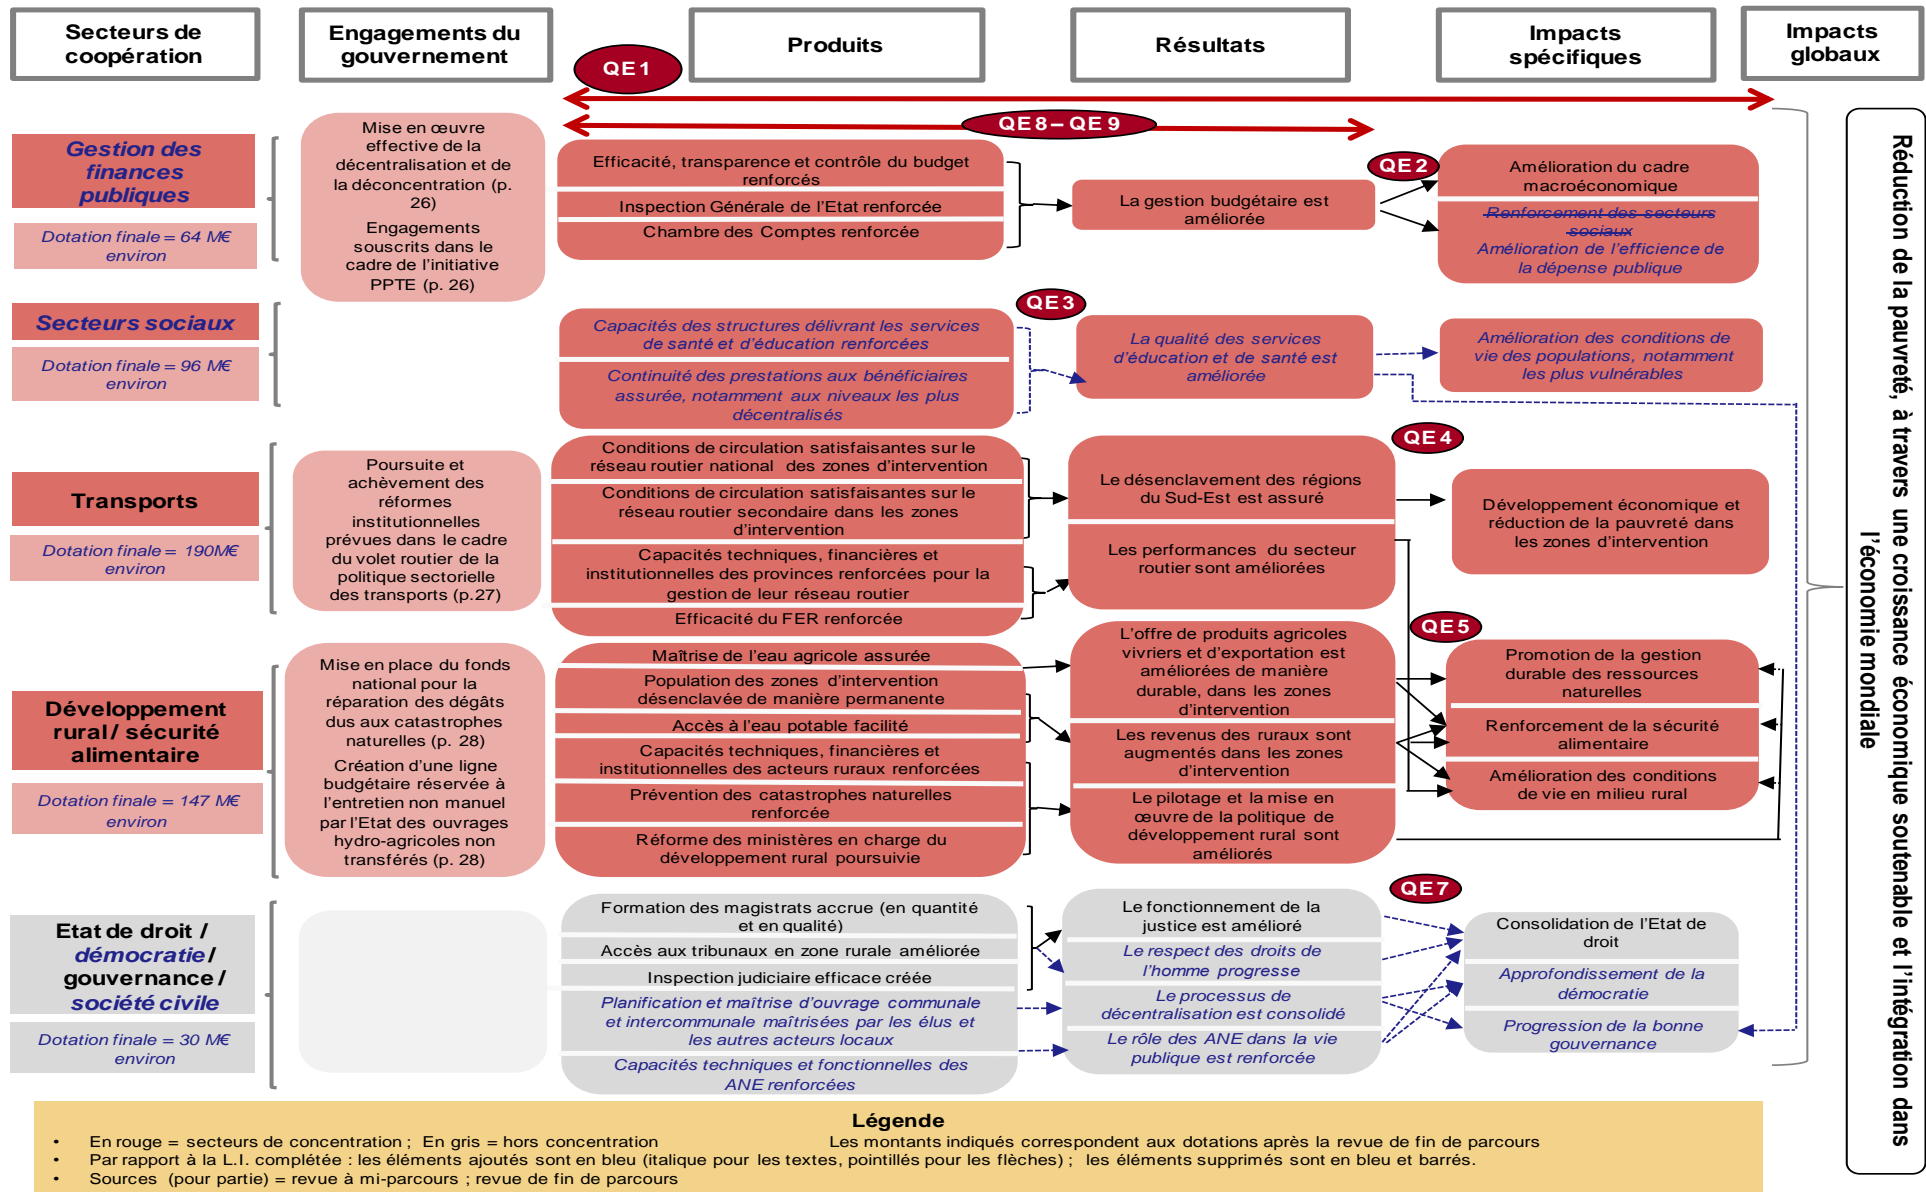 Secteurs de
coopération
Engagements du
gouvernement
Produits
Résultats
Impacts
spécifiques
Impacts
globaux
QE1
QE8– QE9
Gestion des
finances
publiques
Dotation finale = 64 M€
environ
Mise en œuvre
effective de la
décentralisation et de
la déconcentration (p.
26)
Engagements
souscrits dans le
cadre de l'initiative
PPTE (p. 26)
Efficacité, transparence et contrôle du budget
renforcés
Inspection Générale de l'Etat renforcée
Chambre des Comptes renforcée
La gestion budgétaire est
améliorée
QE2
Amélioration du cadre
macroéconomique
Renforcement des secteurs
sociaux
Amélioration de l'efficience de
la dépense publique
Secteurs sociaux
Dotation finale = 96 M€
environ
Capacités des structures délivrant les services
de santé et d'éducation renforcées
Continuité des prestations aux bénéficiaires
assurée, notamment aux niveaux les plus
décentralisés
QE3
La qualité des services
d'éducation et de santé est
améliorée
Amélioration des conditions de
vie des populations, notamment
les plus vulnérables
Transports
Dotation finale = 190M€
environ
Poursuite et
achèvement des
réformes
institutionnelles
prévues dans le cadre
du volet routier de la
politique sectorielle
des transports (p.27)
Conditions de circulation satisfaisantes sur le
réseau routier national des zones d'intervention
Conditions de circulation satisfaisantes sur le
réseau routier secondaire dans les zones
d'intervention
Capacités techniques, financières et
institutionnelles des provinces renforcées pour la
gestion de leur réseau routier
Efficacité du FER renforcée
Le désenclavement des régions
du Sud-Est est assuré
Les performances du secteur
routier sont améliorées
QE4
Développement économique et
réduction de la pauvreté dans
les zones d'intervention
Développement
rural / sécurité
alimentaire
Dotation finale = 147 M€
environ
Mise en place du fonds
national pour la
réparation des dégâts
dus aux catastrophes
naturelles (p. 28)
Création d'une ligne
budgétaire réservée à
l'entretien non manuel
par l'Etat des ouvrages
hydro-agricoles non
transférés (p. 28)
Maîtrise de l'eau agricole assurée
Population des zones d'intervention
désenclavée de manière permanente
Accès à l'eau potable facilité
Capacités techniques, financières et
institutionnelles des acteurs ruraux renforcées
Prévention des catastrophes naturelles
renforcée
Réforme des ministères en charge du
développement rural poursuivie
L'offre de produits agricoles
vivriers et d'exportation est
améliorées de manière
durable, dans les zones
d'intervention
Les revenus des ruraux sont
augmentés dans les zones
d'intervention
Le pilotage et la mise en
œuvre de la politique de
développement rural sont
améliorés
QE5
Promotion de la gestion
durable des ressources
naturelles
Renforcement de la sécurité
alimentaire
Amélioration des conditions
de vie en milieu rural
Etat de droit /
démocratie /
gouvernance /
société civile
Dotation finale = 30 M€
environ
Formation des magistrats accrue (en quantité
et en qualité)
Accès aux tribunaux en zone rurale améliorée
Inspection judiciaire efficace créée
Planification et maîtrise d'ouvrage communale
et intercommunale maîtrisées par les élus et
les autres acteurs locaux
Capacités techniques et fonctionnelles des
ANE renforcées
Le fonctionnement de la
justice est amélioré
Le respect des droits de
l'homme progresse
Le processus de
décentralisation est consolidé
Le rôle des ANE dans la vie
publique est renforcée
QE7
Consolidation de l'Etat de
droit
Approfondissement de la
démocratie
Progression de la bonne
gouvernance
Réduction de la pauvreté, à travers une croissance économique soutenable et l'intégration dans
l'économie mondiale
Légende
• En rouge = secteurs de concentration ; En gris = hors concentration Les montants indiqués correspondent aux dotations après la revue de fin de parcours
• Par rapport à la L.I. complétée : les éléments ajoutés sont en bleu (italique pour les textes, pointillés pour les flèches) ; les éléments supprimés sont en bleu et barrés.
• Sources (pour partie) = revue à mi-parcours ; revue de fin de parcours